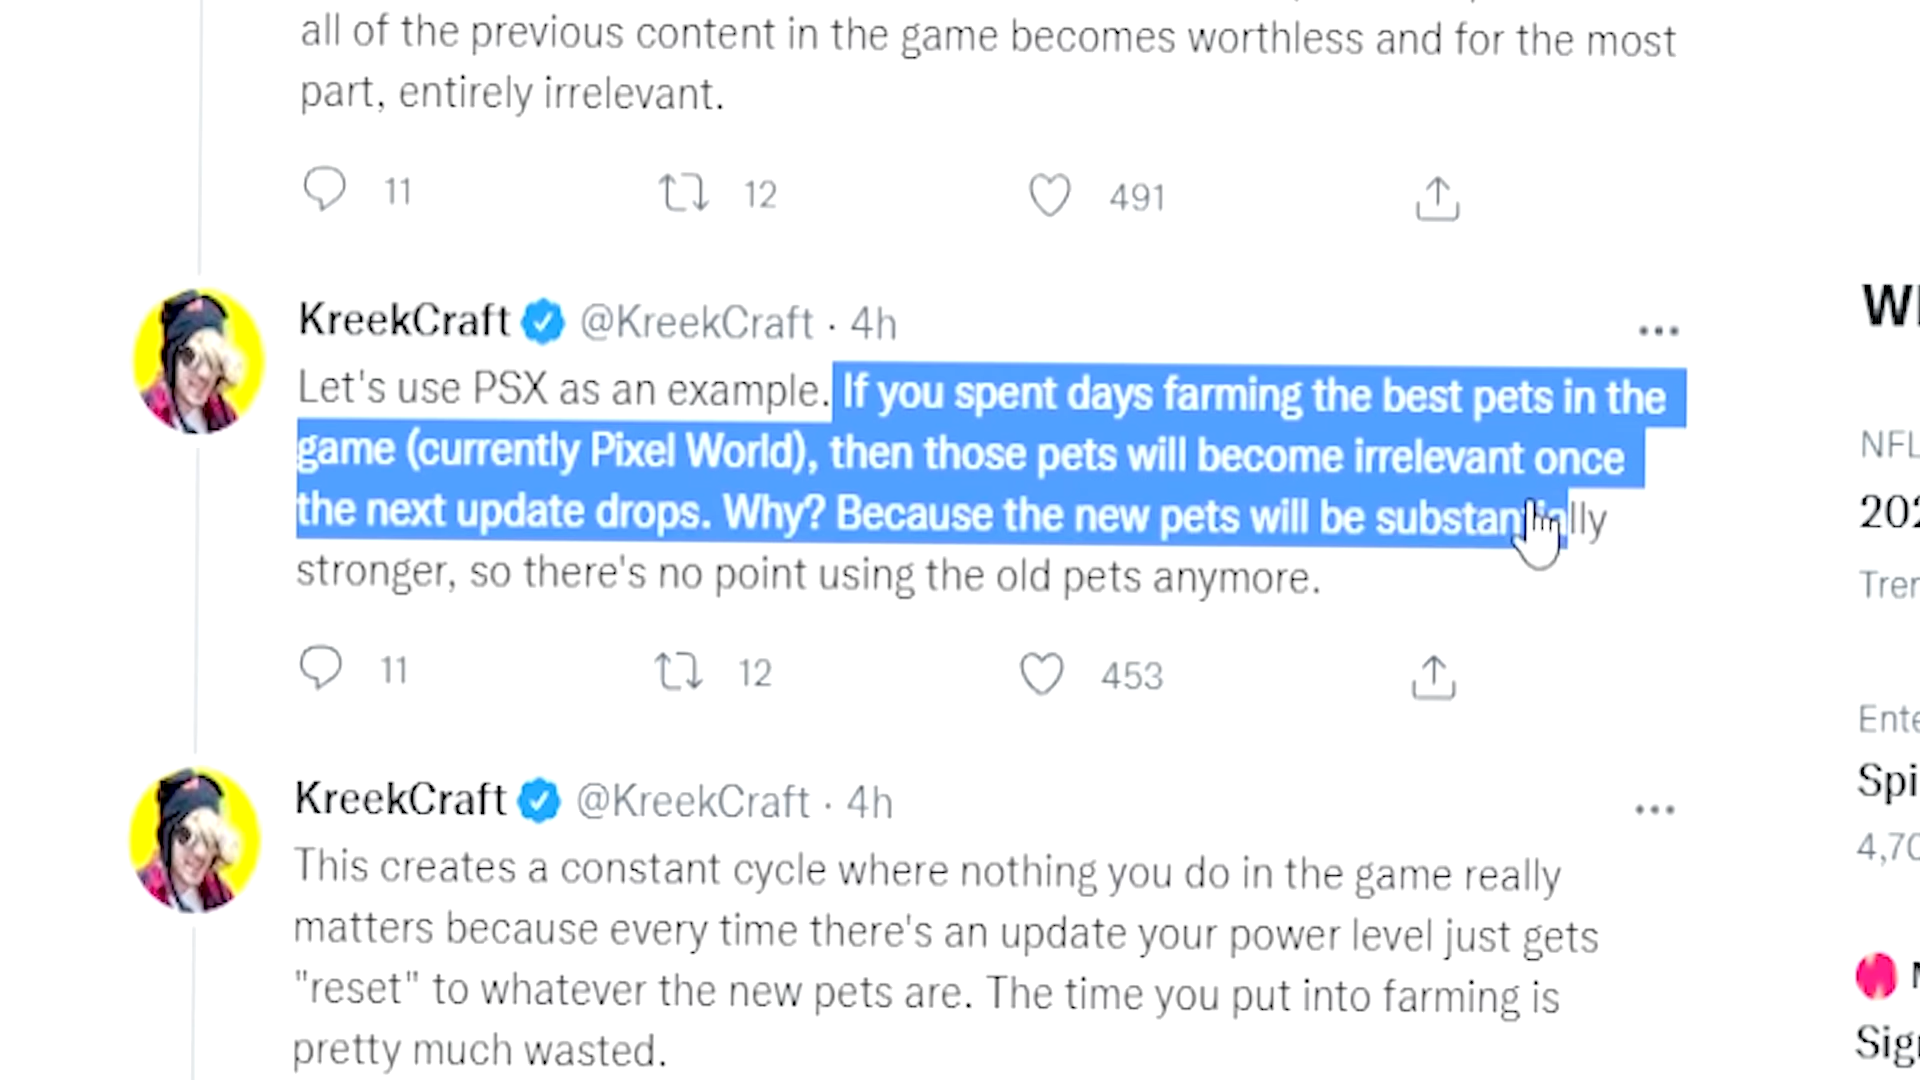 all of the previous content in the game becomes worthless and for the most
part, entirely irrelevant.
11 12 491
KreekCraft @KreekCraft · 4h
Let's use PSX as an example. If you spent days farming the best pets in the
game (currently Pixel World), then those pets will become irrelevant once
the next update drops. Why? Because the new pets will be substantially
stronger, so there's no point using the old pets anymore.
11 12 453
KreekCraft @KreekCraft · 4h
This creates a constant cycle where nothing you do in the game really
matters because every time there's an update your power level just gets
"reset" to whatever the new pets are. The time you put into farming is
pretty much wasted.
NFL